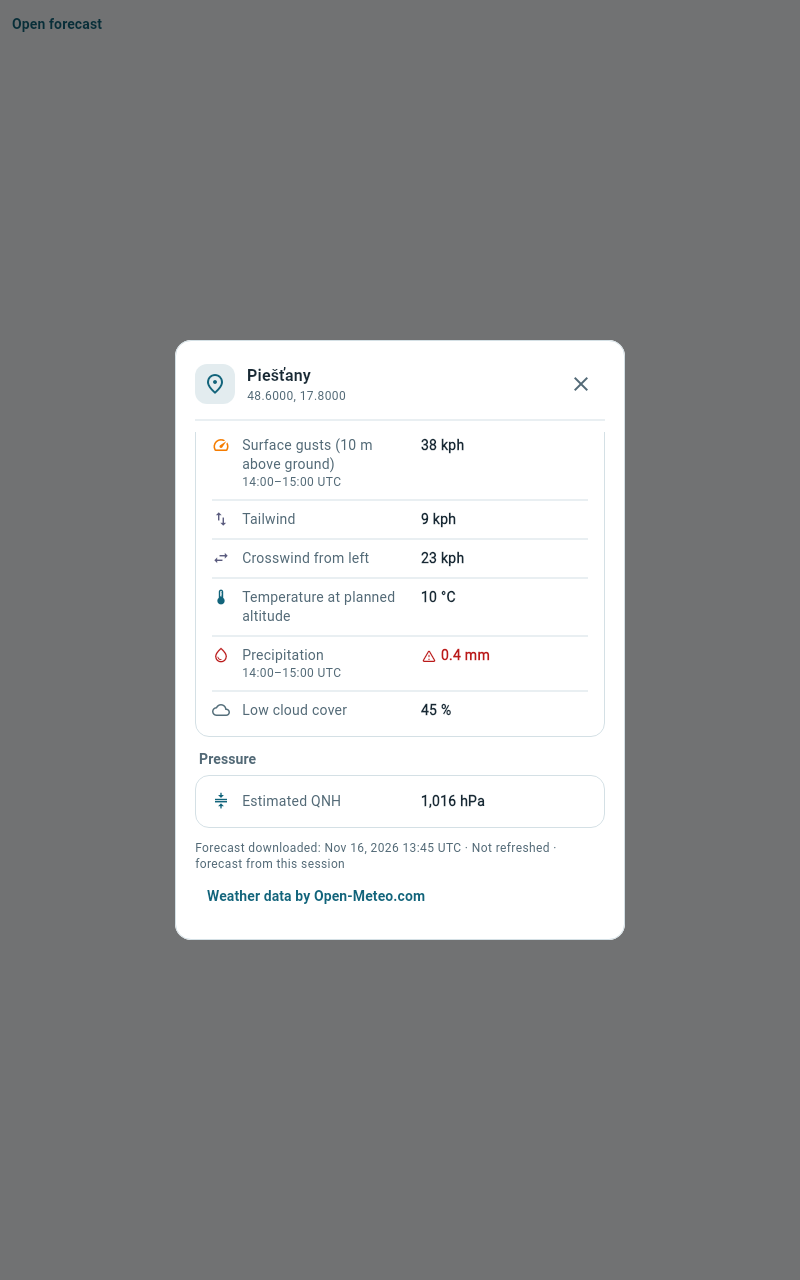 Open forecast
Piešťany
48.6000, 17.8000
Surface gusts (10 m
above ground)
14:00–15:00 UTC
38 kph
Tailwind
9 kph
Crosswind from left
23 kph
Temperature at planned
altitude
10 °C
Precipitation
14:00–15:00 UTC
0.4 mm
Low cloud cover
45 %
Pressure
Estimated QNH
1,016 hPa
Forecast downloaded: Nov 16, 2026 13:45 UTC · Not refreshed ·
forecast from this session
Weather data by Open-Meteo.com